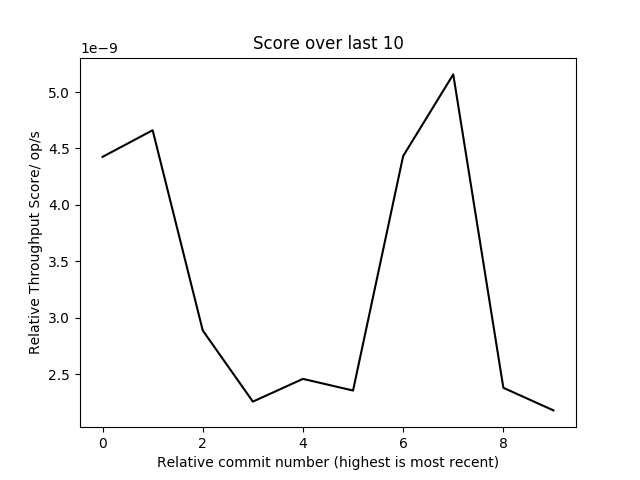 Score over last 10
1e−9
5.0
4.5
4.0
3.5
3.0
2.5
Relative Throughput Score/ op/s
0 2 4 6 8
Relative commit number (highest is most recent)